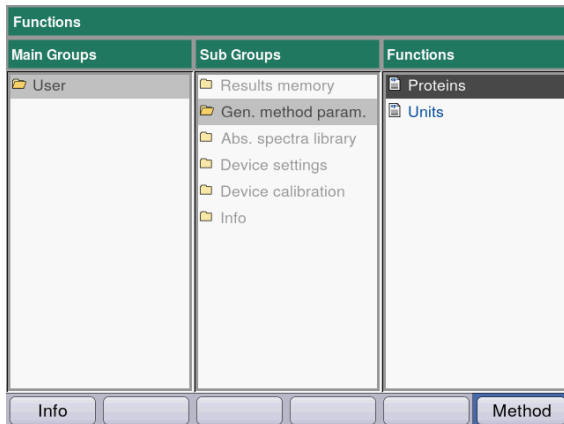 Functions
Main Groups
Sub Groups
Functions
User
Results memory
Gen. method param.
Abs. spectra library
Device settings
Device calibration
Info
Proteins
Units
Info
Method